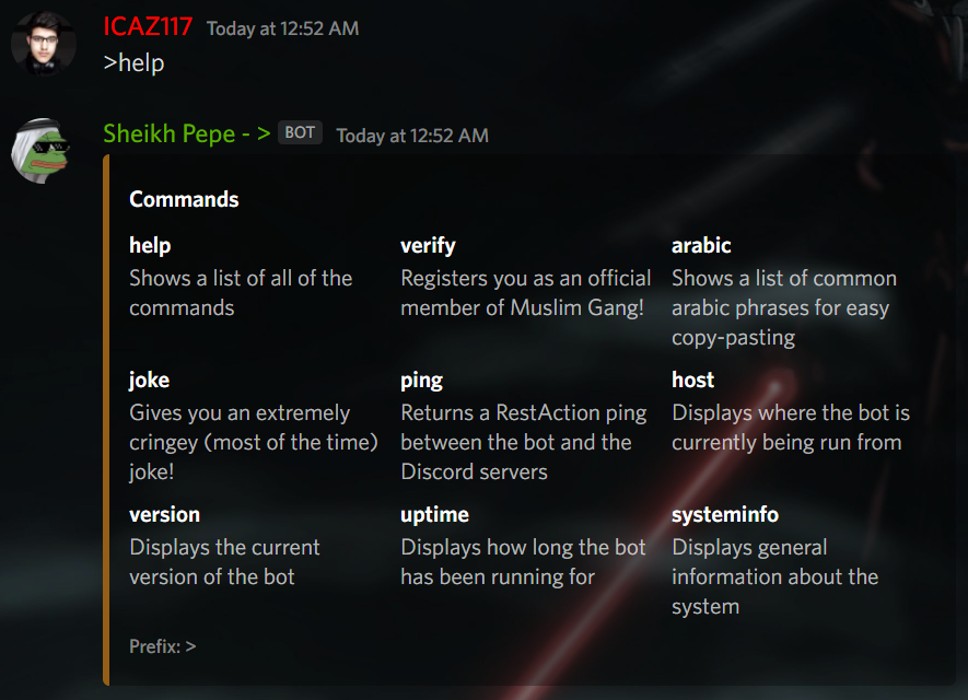 ICAZ117 Today at 12:52 AM
>help
Sheikh Pepe - > BOT Today at 12:52 AM
Commands
help
Shows a list of all of the
commands
verify
Registers you as an official
member of Muslim Gang!
arabic
Shows a list of common
arabic phrases for easy
copy-pasting
joke
Gives you an extremely
cringey (most of the time)
joke!
ping
Returns a RestAction ping
between the bot and the
Discord servers
host
Displays where the bot is
currently being run from
version
Displays the current
version of the bot
uptime
Displays how long the bot
has been running for
systeminfo
Displays general
information about the
system
Prefix: >